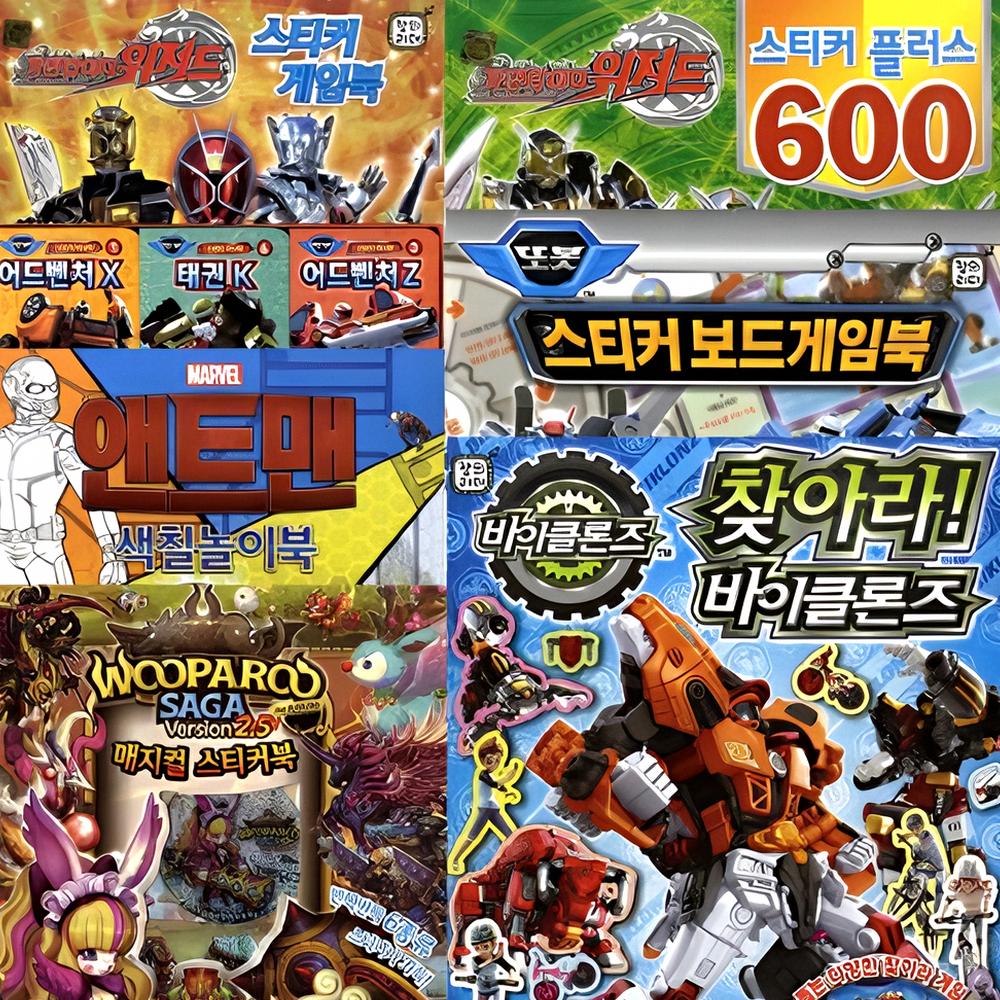 위저드
스티커
게임북
위저드
스티커 플러스
600
어드벤처 X
태권 K
어드벤처 Z
또봇
스티커 보드게임북
MARVEL
앤트맨
색칠놀이북
바이클론즈
찾아라!
바이클론즈
WOOPAROO
SAGA
Version 2.5
매지컬 스티커북